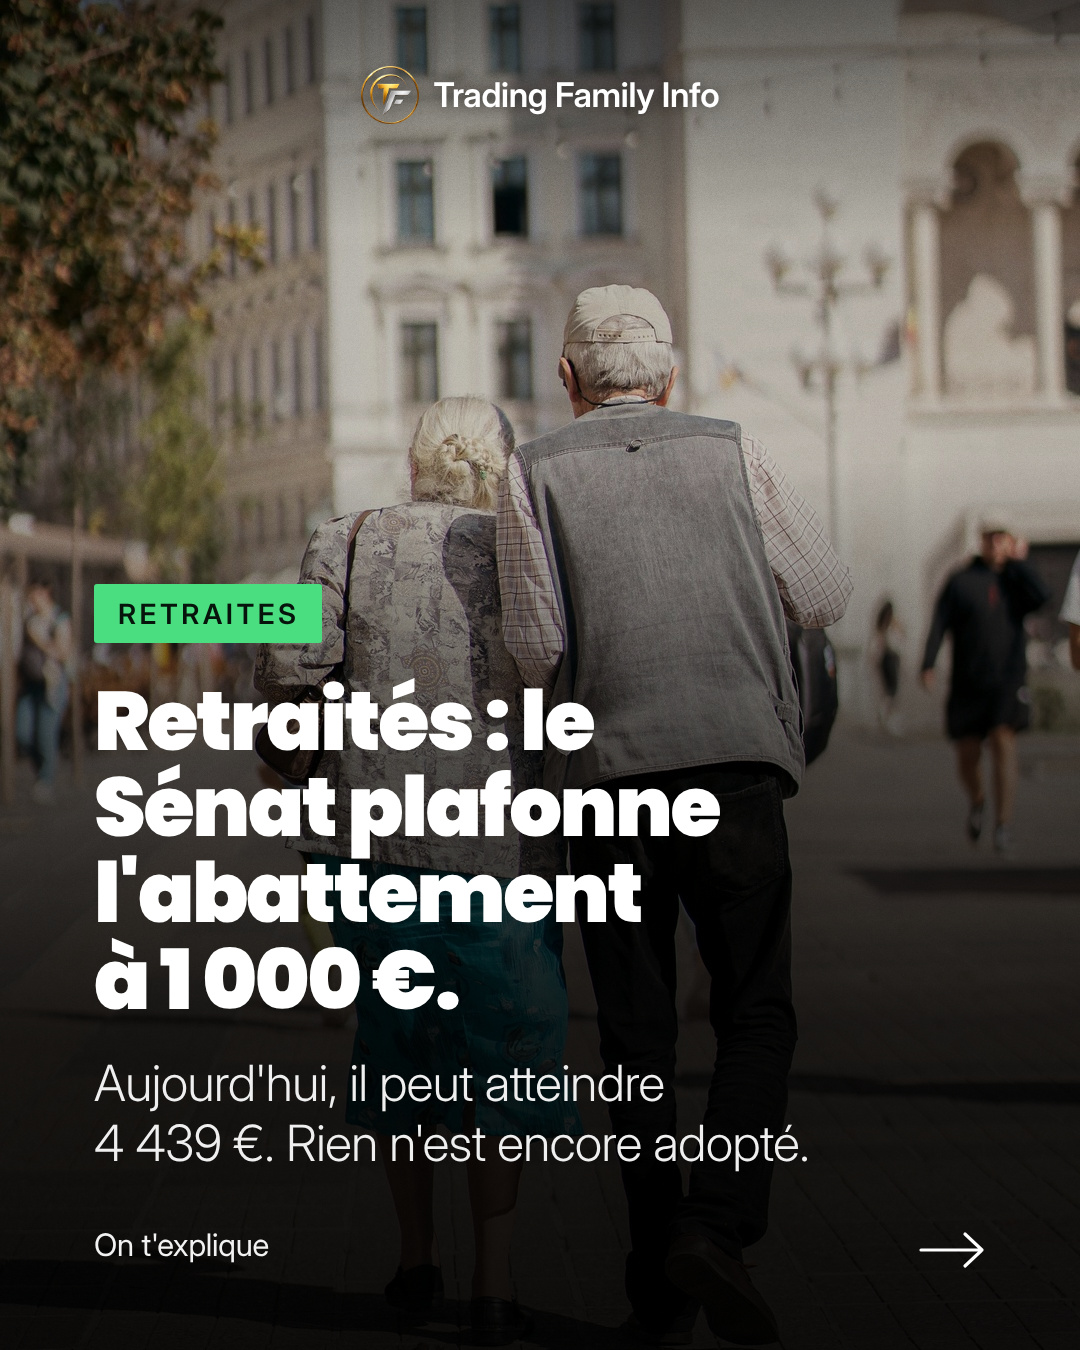 TF Trading Family Info
RETRAITES
Retraités : le
Sénat plafonne
l'abattement
à 1 000 €.
Aujourd'hui, il peut atteindre
4 439 €. Rien n'est encore adopté.
On t'explique